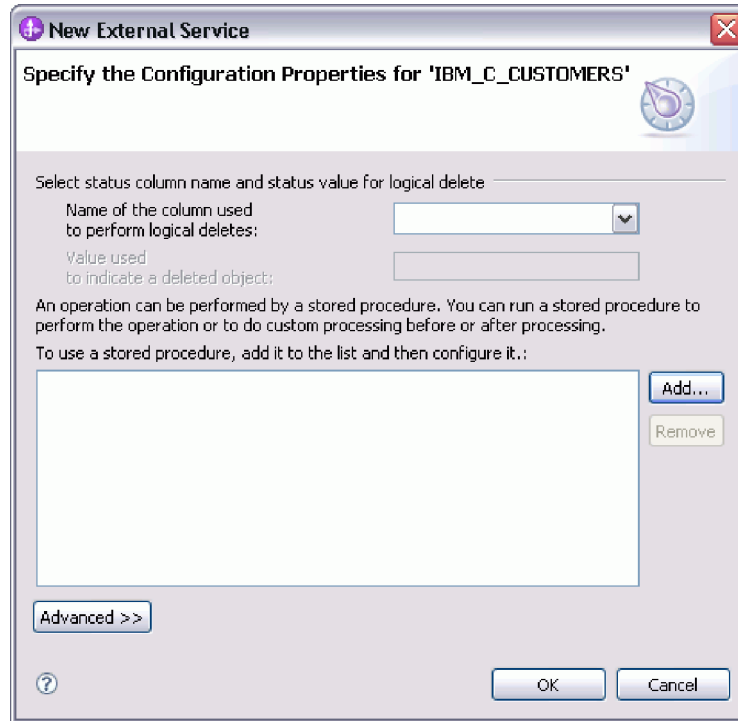 New External Service
Specify the Configuration Properties for 'IBM_C_CUSTOMERS'
Select status column name and status value for logical delete
Name of the column used
to perform logical deletes:
Value used
to indicate a deleted object:
An operation can be performed by a stored procedure. You can run a stored procedure to
perform the operation or to do custom processing before or after processing.
To use a stored procedure, add it to the list and then configure it.:
Add...
Remove
Advanced >>
?
OK
Cancel